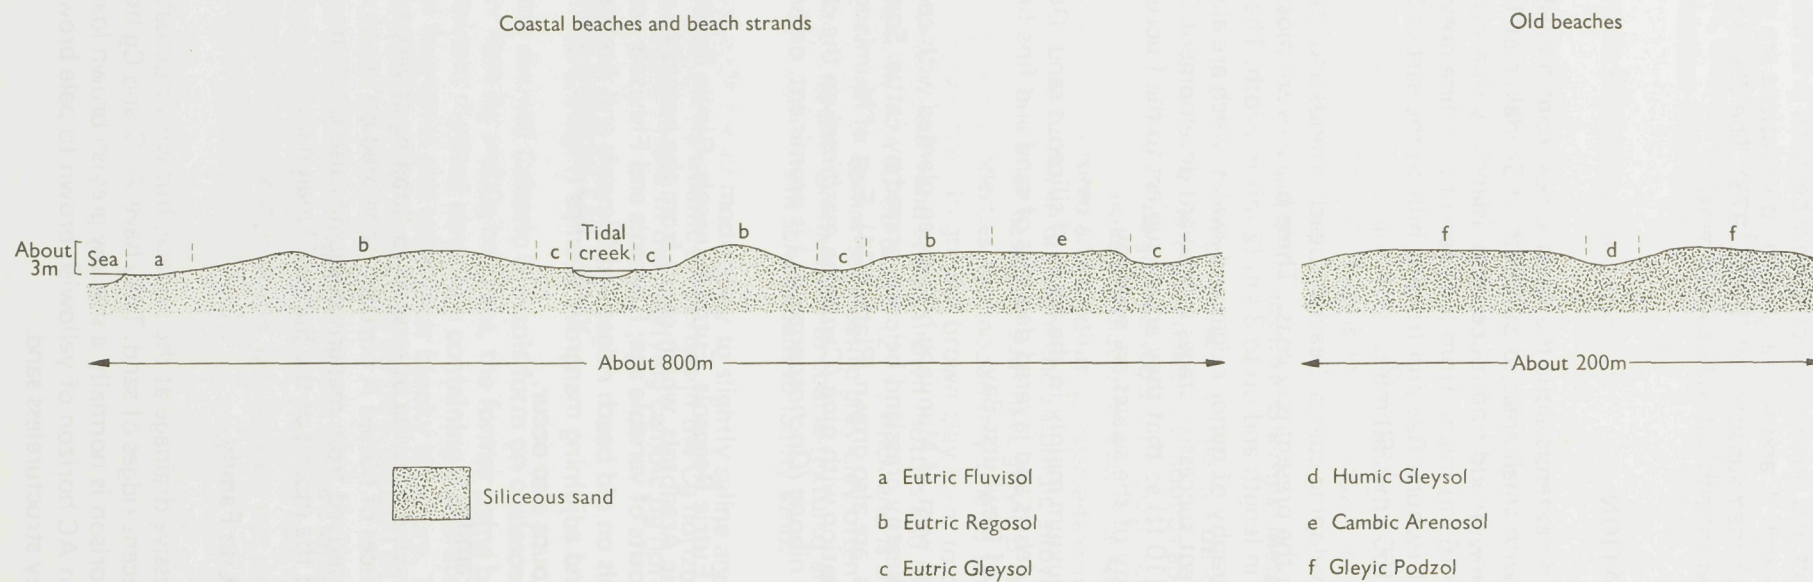 Coastal beaches and beach strands
Old beaches
About 3m
Sea
a
b
c
Tidal creek
c
b
c
b
e
c
f
d
f
About 800m
About 200m
Siliceous sand
a Eutric Fluvisol
b Eutric Regosol
c Eutric Gleysol
d Humic Gleysol
e Cambic Arenosol
f Gleyic Podzol